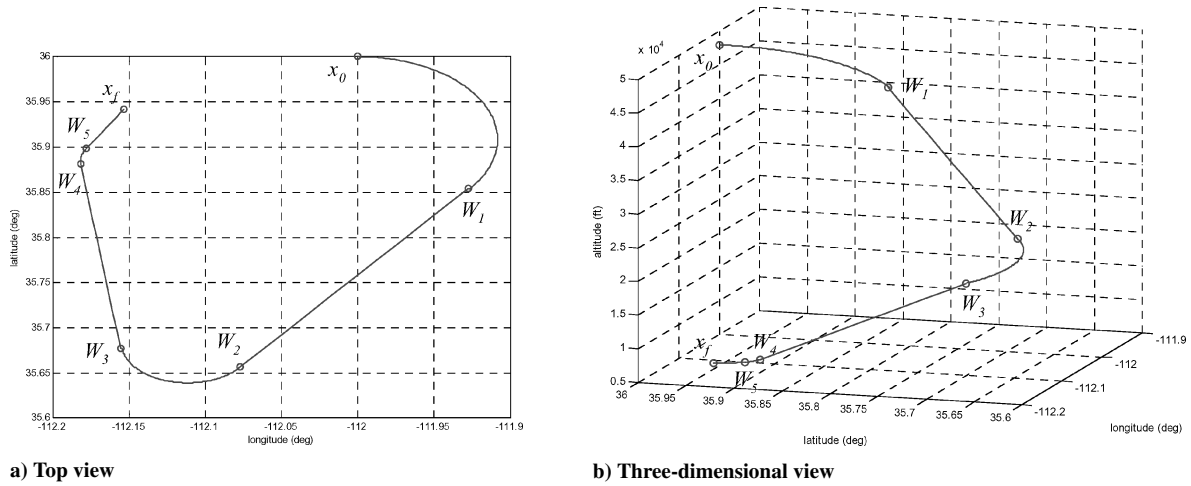 36
35.95
35.9
35.85
35.8
35.75
35.7
35.65
35.6
latitude (deg)
-112.2
-112.15
-112.1
-112.05
-112
-111.95
-111.9
longitude (deg)
x0
xf
W5
W4
W1
W2
W3
a) Top view
x 10^4
5
4.5
4
3.5
3
2.5
2
1.5
1
0.5
altitude (ft)
x0
W1
W2
W3
W4
xf
W5
36
35.95
35.9
35.85
35.8
35.75
35.7
35.65
35.6
latitude (deg)
-111.9
-112
-112.1
-112.2
longitude (deg)
b) Three-dimensional view